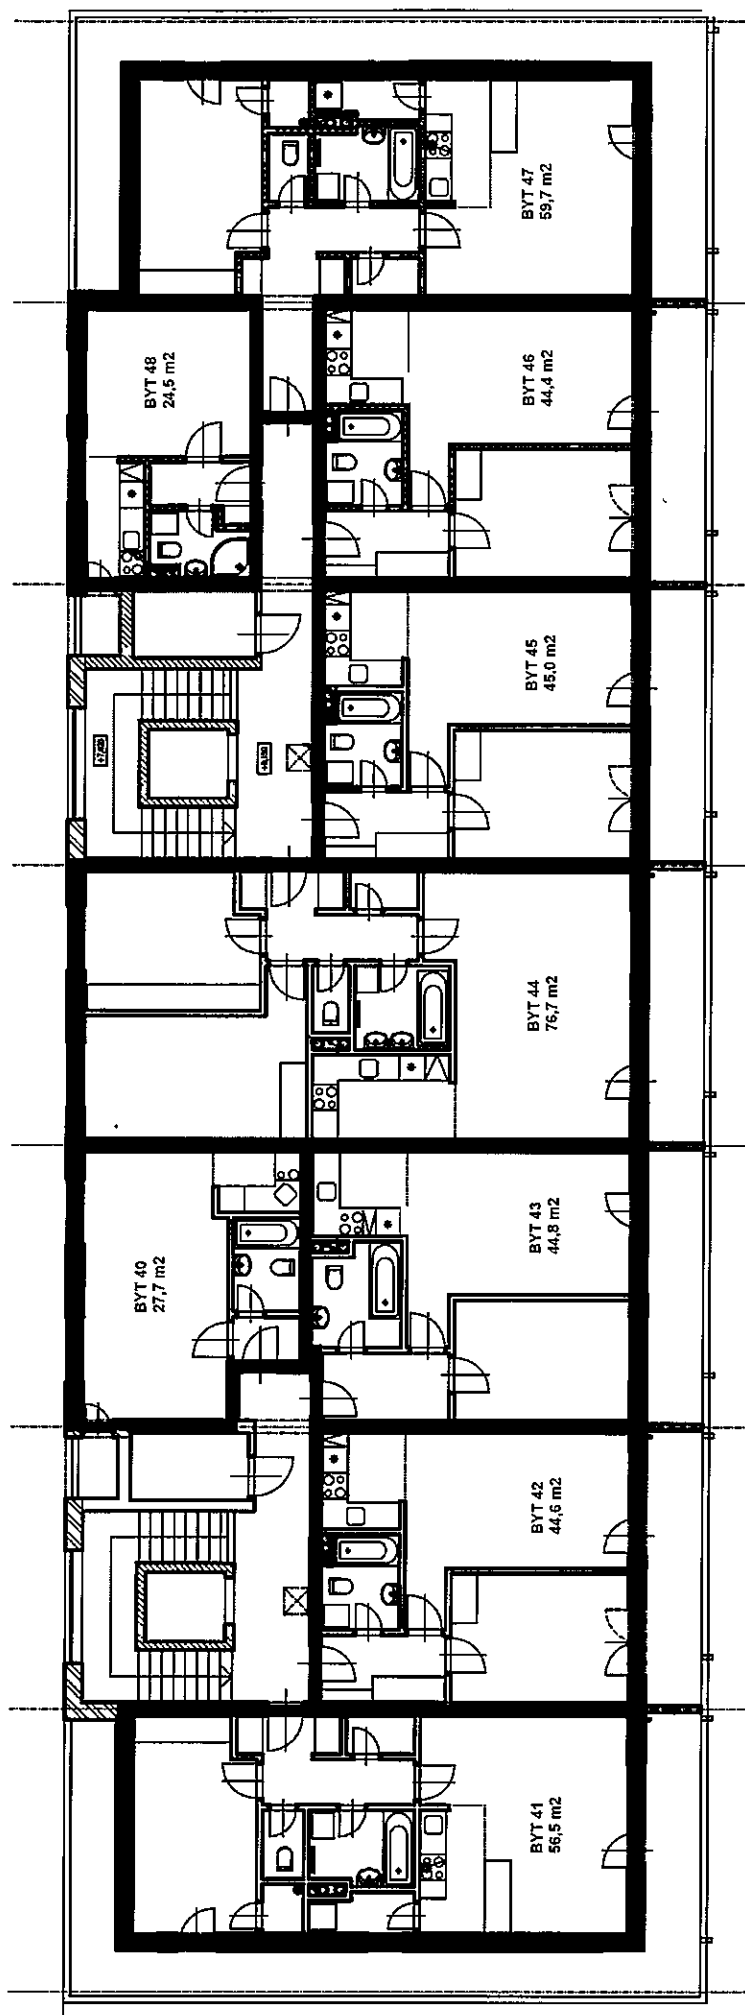 BYT 47
59,7 m2
BYT 48
24,5 m2
BYT 46
44,4 m2
BYT 45
45,0 m2
BYT 44
76,7 m2
BYT 40
27,7 m2
BYT 43
44,8 m2
BYT 42
44,6 m2
BYT 41
56,5 m2